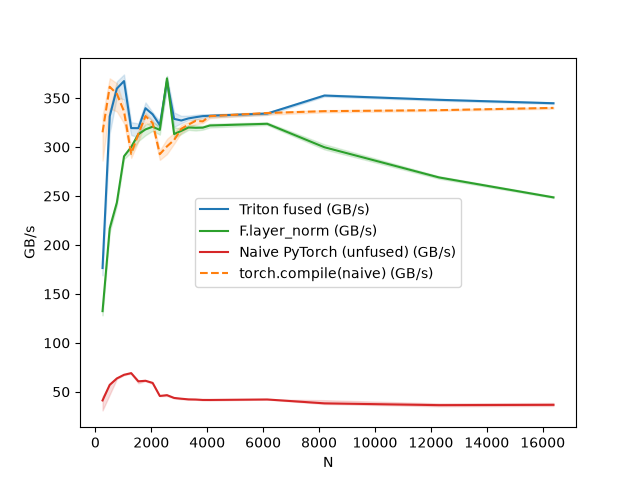 350
300
250
200
150
100
50
GB/s
Triton fused (GB/s)
F.layer_norm (GB/s)
Naive PyTorch (unfused) (GB/s)
torch.compile(naive) (GB/s)
0 2000 4000 6000 8000 10000 12000 14000 16000
N